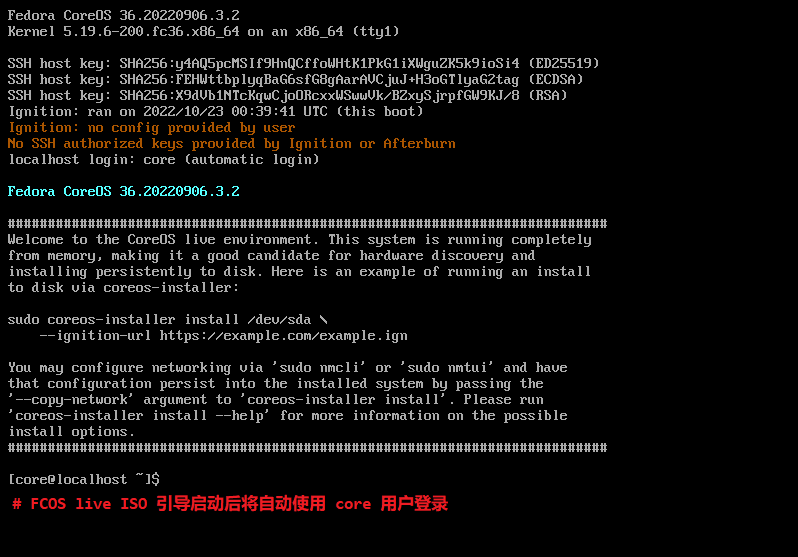 Fedora CoreOS 36.20220906.3.2
Kernel 5.19.6-200.fc36.x86_64 on an x86_64 (tty1)
SSH host key: SHA256:y4AQ5pcMSIf9HnQCffoWHtK1PkG1iXWguZK5k9ioSi4 (ED25519)
SSH host key: SHA256:FEHWttbplyqBaG6sfG8gAarAVCjuJ+H3oGTlyaG2tag (ECDSA)
SSH host key: SHA256:X9dVb1NTcKqwCjoORcxxWSwwVk/BZxySjrpfGW9KJ/8 (RSA)
Ignition: ran on 2022/10/23 00:39:41 UTC (this boot)
Ignition: no config provided by user
No SSH authorized keys provided by Ignition or Afterburn
localhost login: core (automatic login)
Fedora CoreOS 36.20220906.3.2
###########################################################################
Welcome to the CoreOS live environment. This system is running completely
from memory, making it a good candidate for hardware discovery and
installing persistently to disk. Here is an example of running an install
to disk via coreos-installer:
sudo coreos-installer install /dev/sda \
--ignition-url https://example.com/example.ign
You may configure networking via 'sudo nmcli' or 'sudo nmtui' and have
that configuration persist into the installed system by passing the
'--copy-network' argument to 'coreos-installer install'. Please run
'coreos-installer install --help' for more information on the possible
install options.
###########################################################################
[core@localhost ~]$
# FCOS live ISO 引导启动后将自动使用 core 用户登录